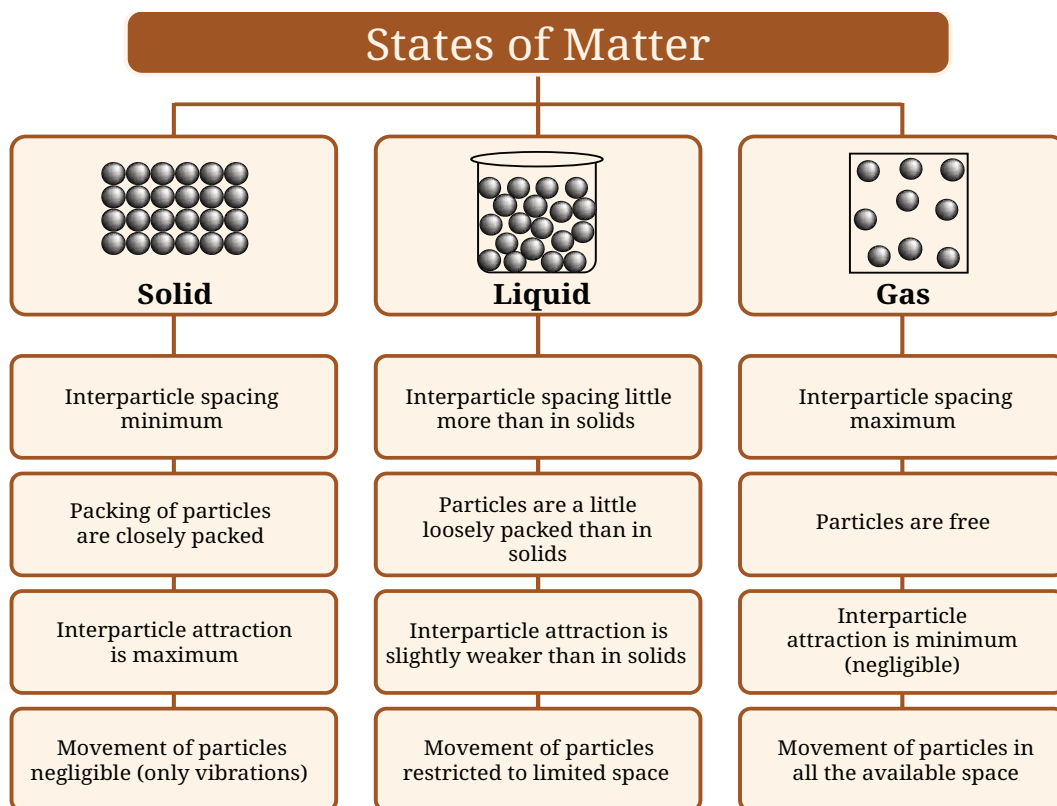 States of Matter
Solid
Interparticle spacing
minimum
Packing of particles
are closely packed
Interparticle attraction
is maximum
Movement of particles
negligible (only vibrations)
Liquid
Interparticle spacing little
more than in solids
Particles are a little
loosely packed than in
solids
Interparticle attraction is
slightly weaker than in solids
Movement of particles
restricted to limited space
Gas
Interparticle spacing
maximum
Particles are free
Interparticle
attraction is minimum
(negligible)
Movement of particles in
all the available space